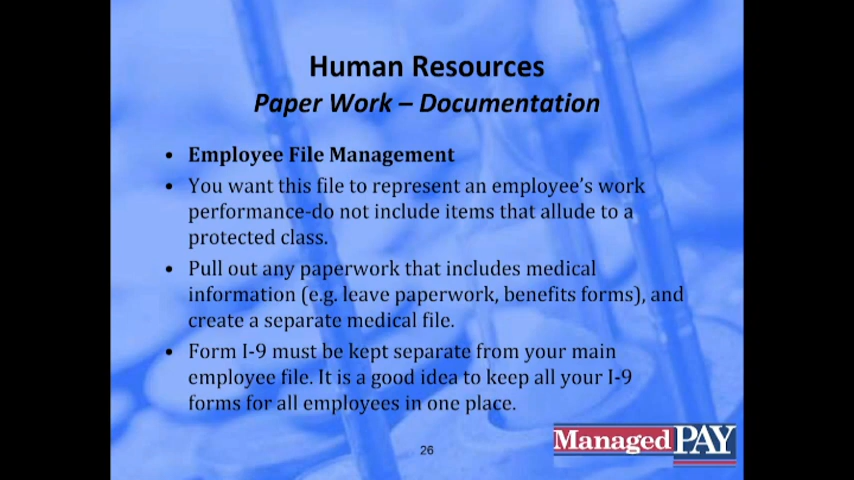 Human Resources
Paper Work – Documentation
• Employee File Management
• You want this file to represent an employee's work
performance-do not include items that allude to a
protected class.
• Pull out any paperwork that includes medical
information (e.g. leave paperwork, benefits forms), and
create a separate medical file.
• Form I-9 must be kept separate from your main
employee file. It is a good idea to keep all your I-9
forms for all employees in one place.
26
Managed PAY